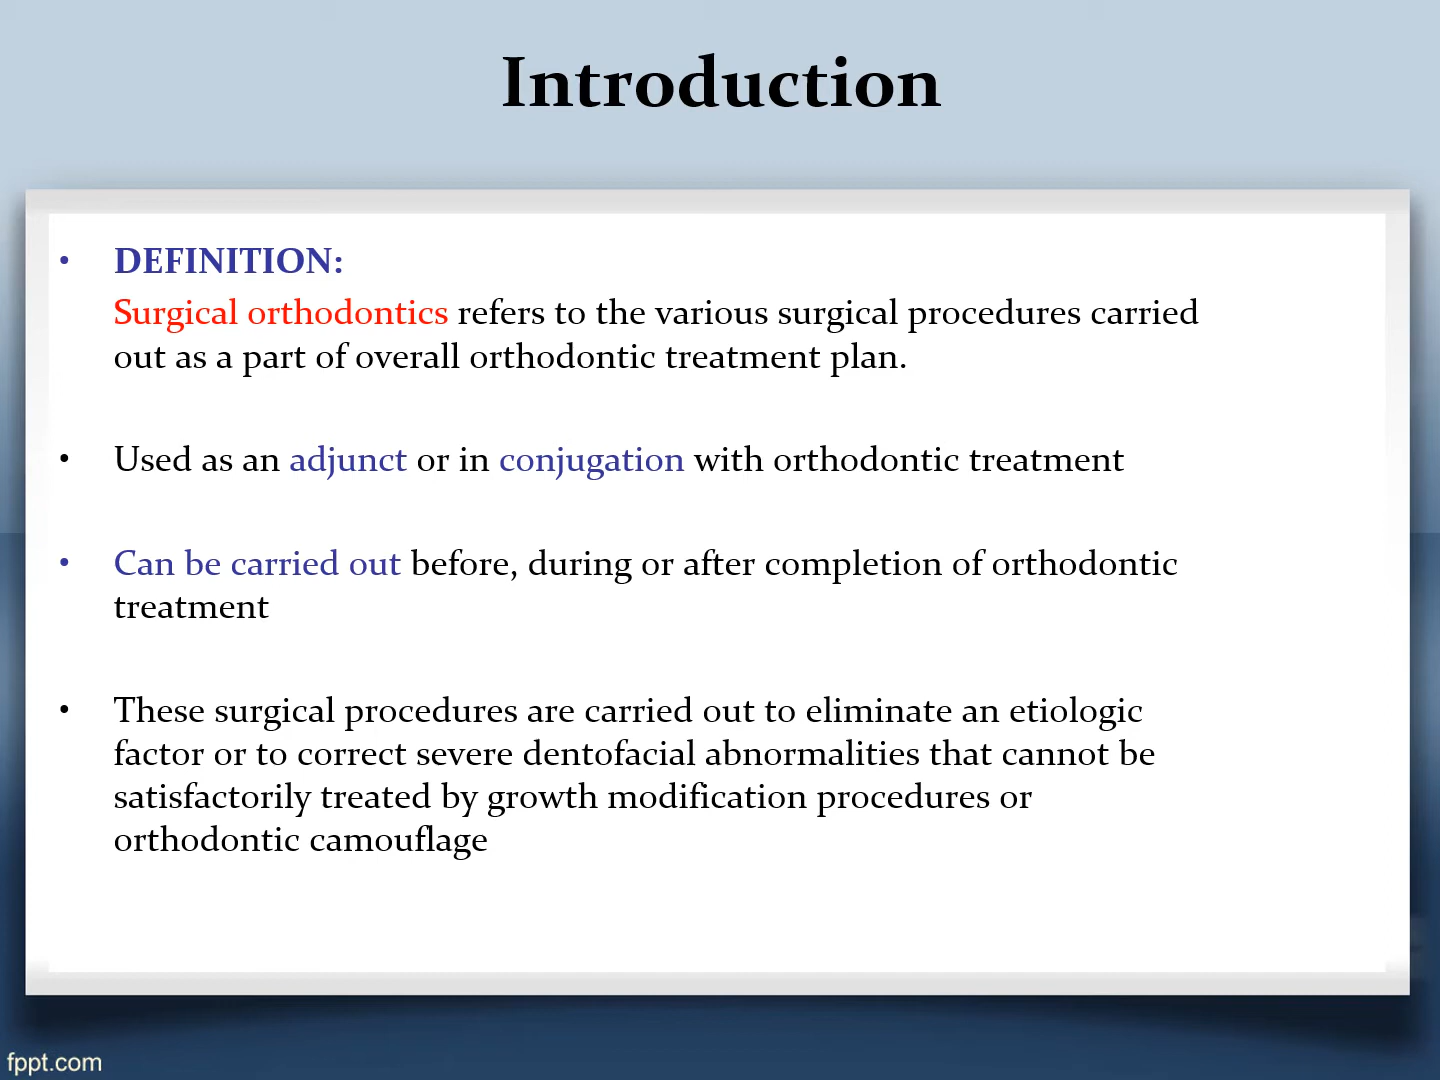 Introduction
• DEFINITION:
Surgical orthodontics refers to the various surgical procedures carried
out as a part of overall orthodontic treatment plan.
• Used as an adjunct or in conjugation with orthodontic treatment
• Can be carried out before, during or after completion of orthodontic
treatment
• These surgical procedures are carried out to eliminate an etiologic
factor or to correct severe dentofacial abnormalities that cannot be
satisfactorily treated by growth modification procedures or
orthodontic camouflage
fppt.com